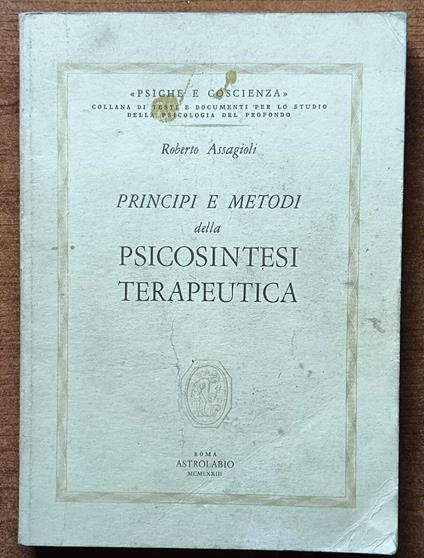 «PSICHE E COSCIENZA»
COLLANA DI TESTI E DOCUMENTI PER LO STUDIO
DELLA PSICOLOGIA DEL PROFONDO
Roberto Assagioli
PRINCIPI E METODI
della
PSICOSINTESI
TERAPEUTICA
ROMA
ASTROLABIO
MCMLXXIII